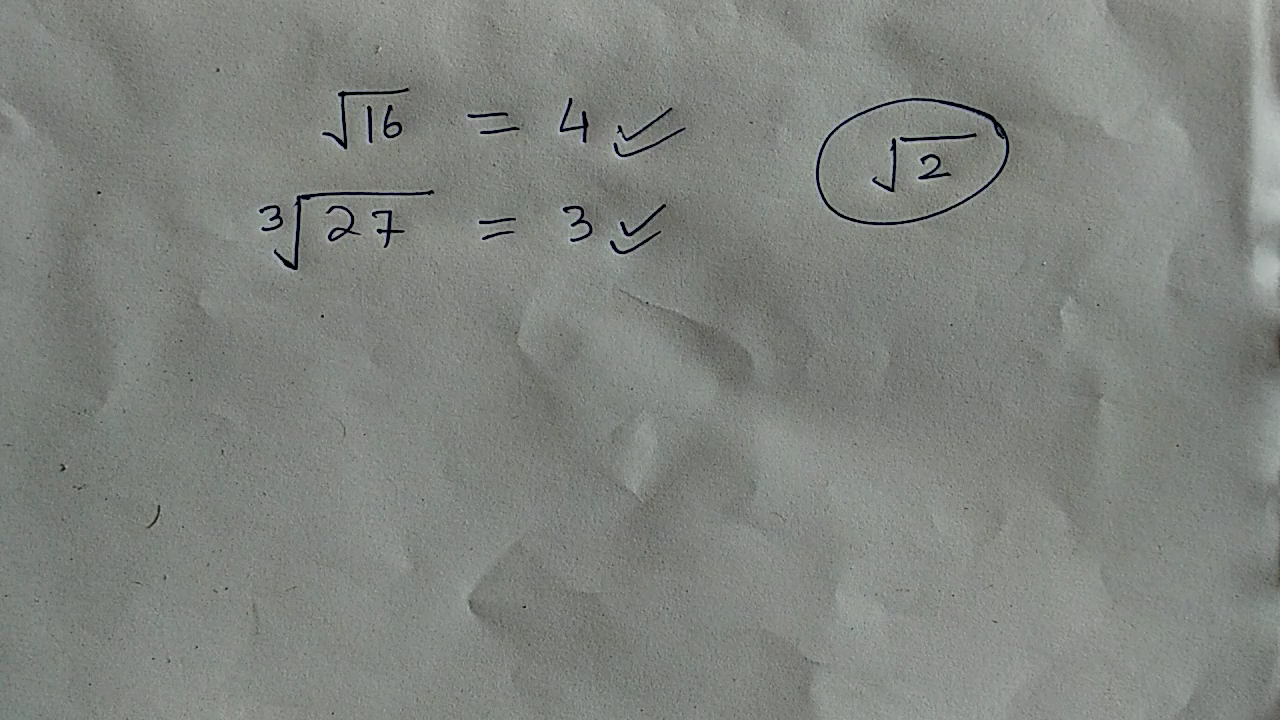 √16 = 4 ✓
√2
∛27 = 3 ✓